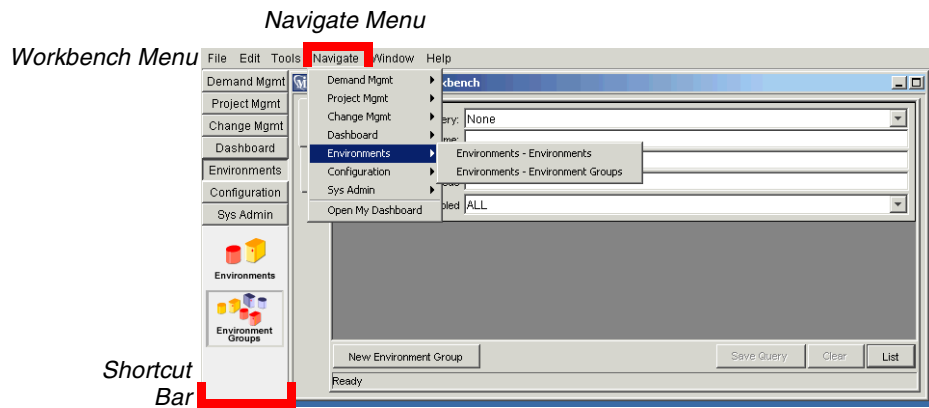 Navigate Menu
Workbench Menu
File Edit Tools Navigate Window Help
Demand Mgmt
Project Mgmt
Change Mgmt
Dashboard
Environments
Configuration
Sys Admin
Environments
Environment
Groups
Demand Mgmt
Project Mgmt
Change Mgmt
Dashboard
Environments
Configuration
Sys Admin
Open My Dashboard
Environments - Environments
Environments - Environment Groups
kbench
ery: None
me:
bled ALL
New Environment Group Save Query Clear List
Ready
Shortcut
Bar